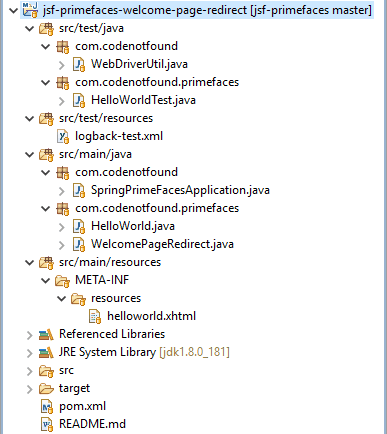 jsf-primefaces-welcome-page-redirect [jsf-primefaces master]
src/test/java
com.codenotfound
WebDriverUtil.java
com.codenotfound.primefaces
HelloWorldTest.java
src/test/resources
logback-test.xml
src/main/java
com.codenotfound
SpringPrimeFacesApplication.java
com.codenotfound.primefaces
HelloWorld.java
WelcomePageRedirect.java
src/main/resources
META-INF
resources
helloworld.xhtml
Referenced Libraries
JRE System Library [jdk1.8.0_181]
src
target
pom.xml
README.md